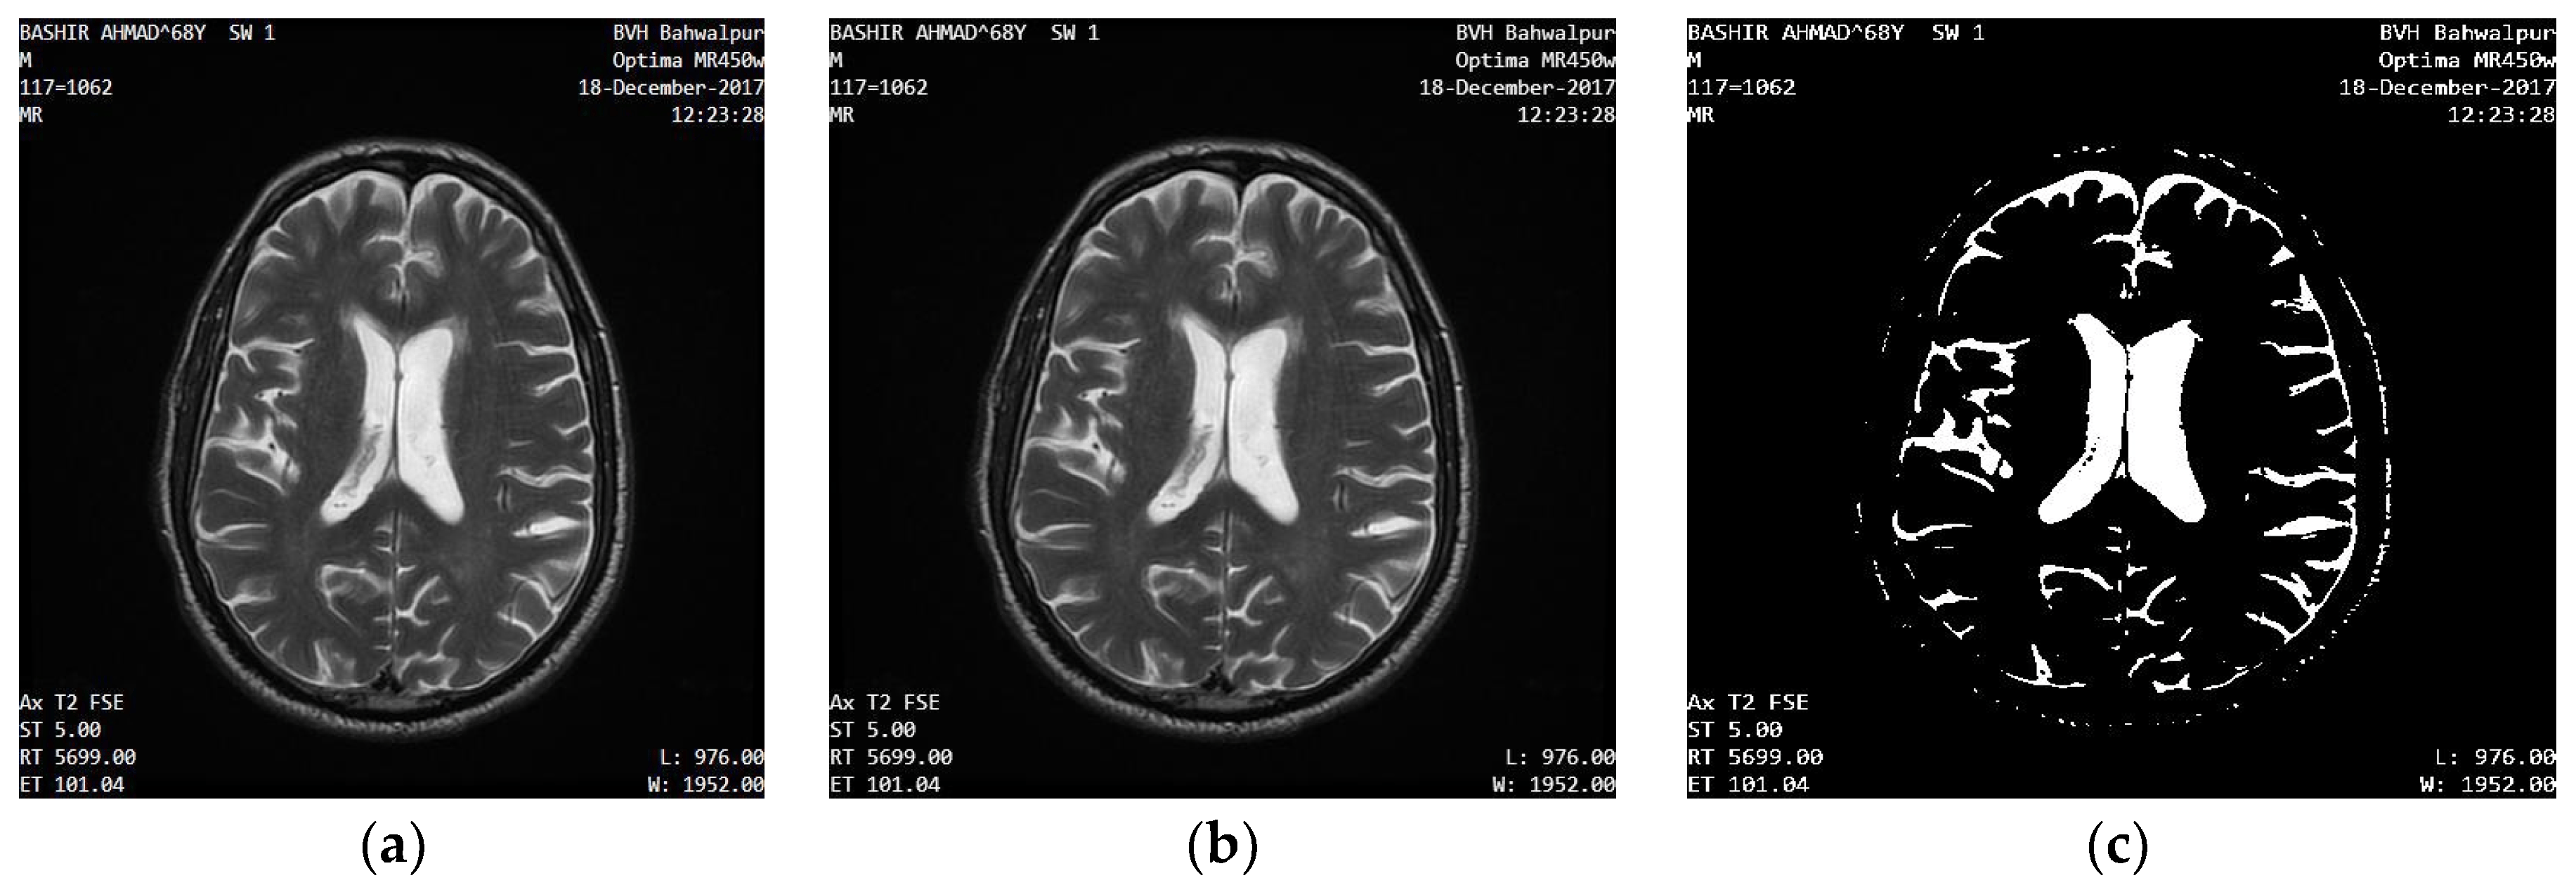 BASHIR AHMAD^68Y SW 1
BVH Bahwalpur
M
Optima MR450w
117=1062
18-December-2017
MR
12:23:28
Ax T2 FSE
ST 5.00
RT 5699.00
L: 976.00
ET 101.04
W: 1952.00
(a)
BASHIR AHMAD^68Y SW 1
BVH Bahwalpur
M
Optima MR450w
117=1062
18-December-2017
MR
12:23:28
Ax T2 FSE
ST 5.00
RT 5699.00
L: 976.00
ET 101.04
W: 1952.00
(b)
BASHIR AHMAD^68Y SW 1
BVH Bahwalpur
M
Optima MR450w
117=1062
18-December-2017
MR
12:23:28
Ax T2 FSE
ST 5.00
RT 5699.00
L: 976.00
ET 101.04
W: 1952.00
(c)